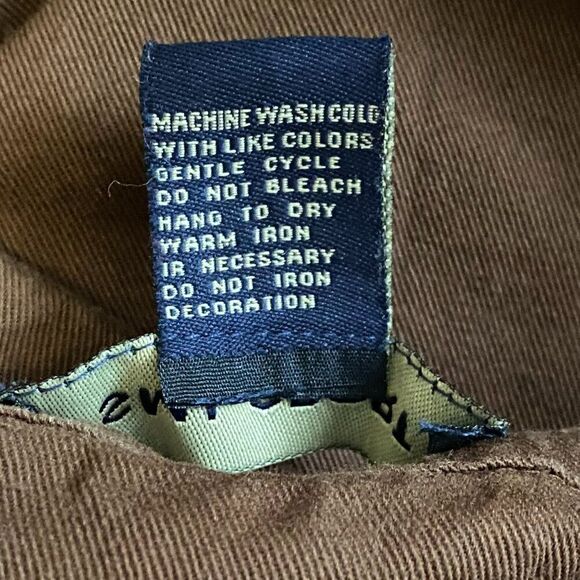 MACHINE WASH COLD
WITH LIKE COLORS
GENTLE CYCLE
DO NOT BLEACH
HANG TO DRY
WARM IRON
IR NECESSARY
DO NOT IRON
DECORATION